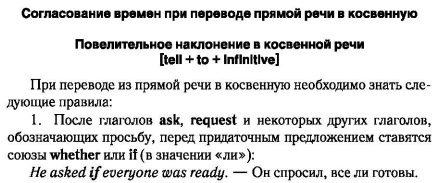 Согласование времен при переводе прямой речи в косвенную
Повелительное наклонение в косвенной речи
[tell + to + infinitive]
При переводе из прямой речи в косвенную необходимо знать сле-
дующие правила:
1. После глаголов ask, request и некоторых других глаголов,
обозначающих просьбу, перед придаточным предложением ставятся
союзы whether или if (в значении «ли»):
He asked if everyone was ready. — Он спросил, все ли готовы.